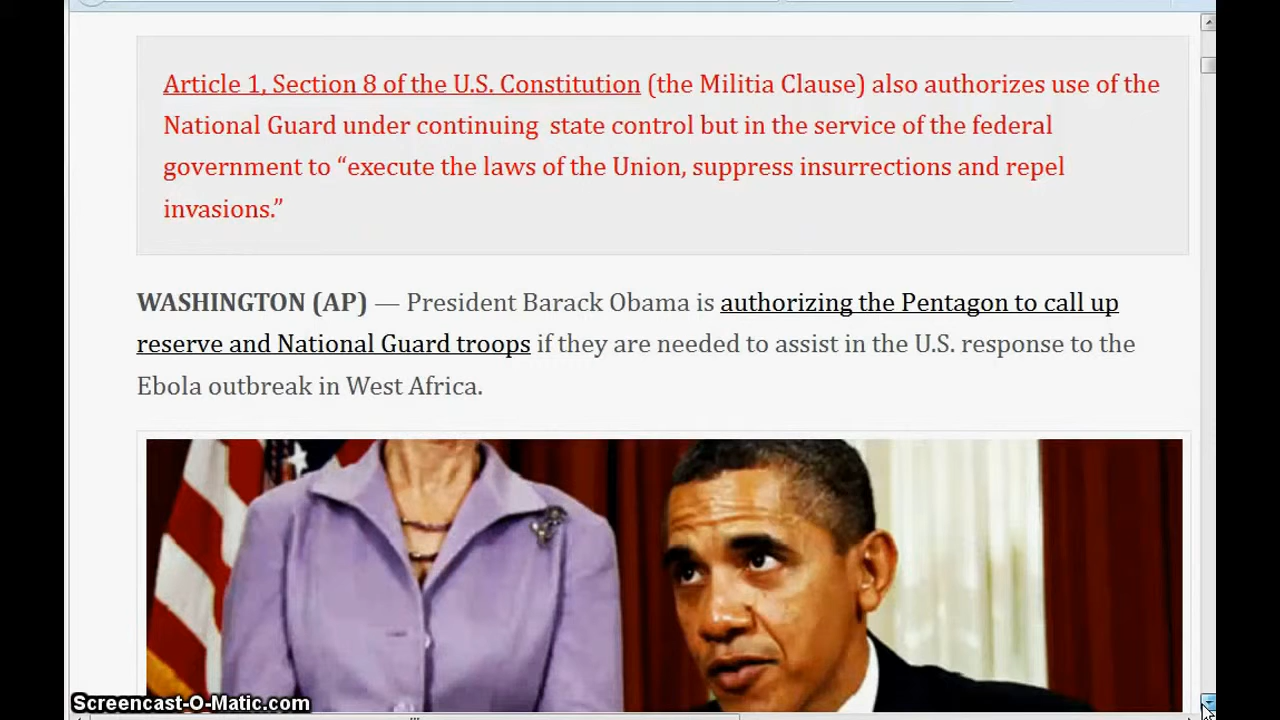 Article 1, Section 8 of the U.S. Constitution (the Militia Clause) also authorizes use of the
National Guard under continuing state control but in the service of the federal
government to “execute the laws of the Union, suppress insurrections and repel
invasions.”
WASHINGTON (AP) — President Barack Obama is authorizing the Pentagon to call up
reserve and National Guard troops if they are needed to assist in the U.S. response to the
Ebola outbreak in West Africa.
Screencast-O-Matic.com